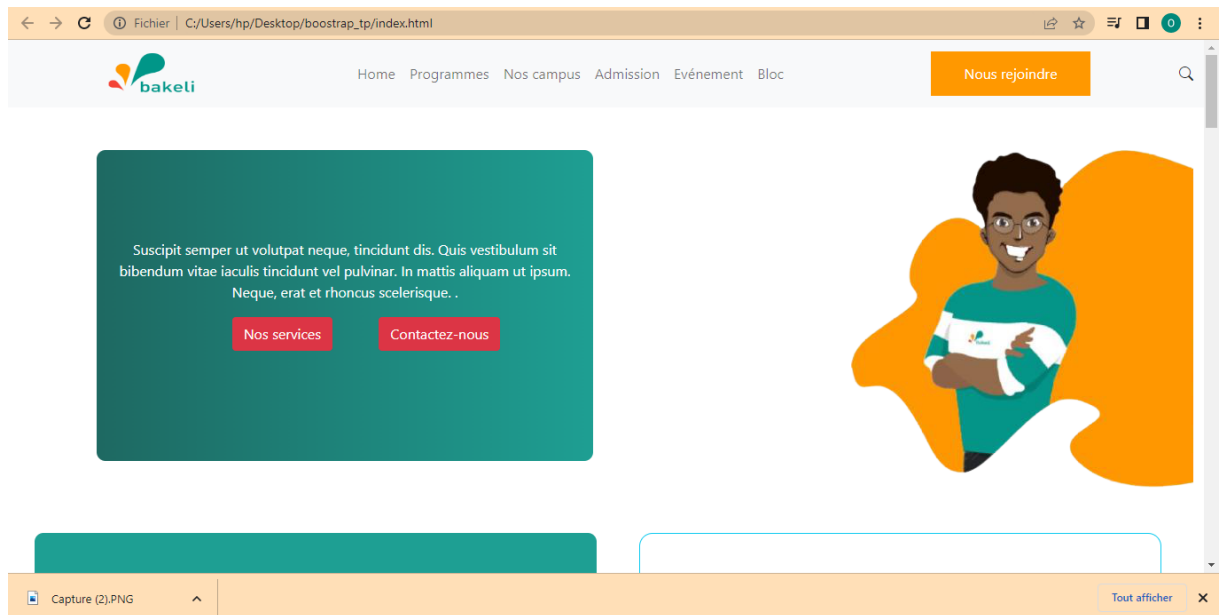 Fichier | C:/Users/hp/Desktop/boostrap_tp/index.html
bakeli
Home Programmes Nos campus Admission Evénement Bloc
Nous rejoindre
Suscipit semper ut volutpat neque, tincidunt dis. Quis vestibulum sit
bibendum vitae iaculis tincidunt vel pulvinar. In mattis aliquam ut ipsum.
Neque, erat et rhoncus scelerisque. .
Nos services
Contactez-nous
bakeli
Capture (2).PNG
Tout afficher